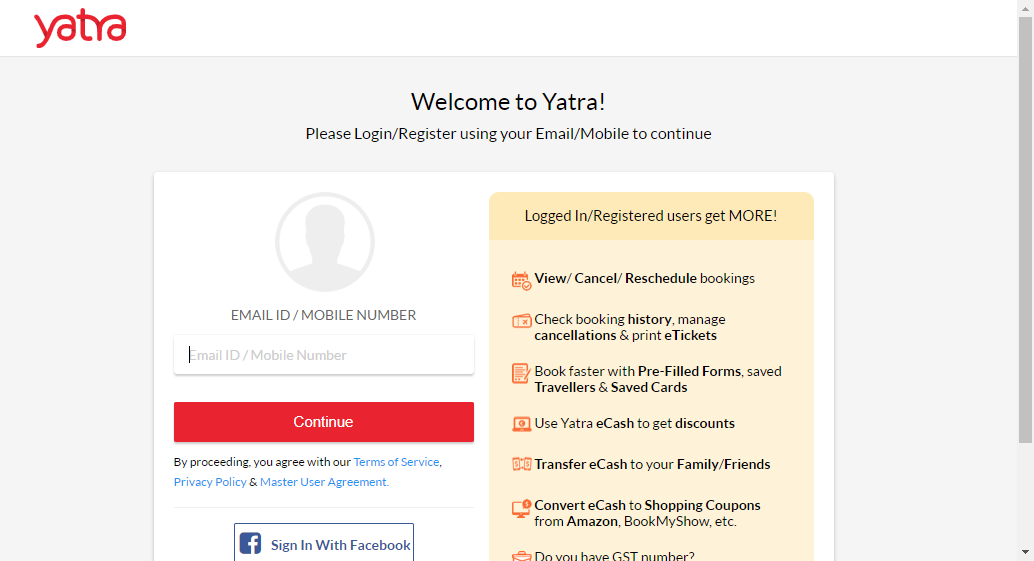 yatra
Welcome to Yatra!
Please Login/Register using your Email/Mobile to continue
EMAIL ID / MOBILE NUMBER
Email ID / Mobile Number
Continue
By proceeding, you agree with our Terms of Service,
Privacy Policy & Master User Agreement.
Sign In With Facebook
Logged In/Registered users get MORE!
View/ Cancel/ Reschedule bookings
Check booking history, manage
cancellations & print eTickets
Book faster with Pre-Filled Forms, saved
Travellers & Saved Cards
Use Yatra eCash to get discounts
Transfer eCash to your Family/Friends
Convert eCash to Shopping Coupons
from Amazon, BookMyShow, etc.
Do you have GST number?